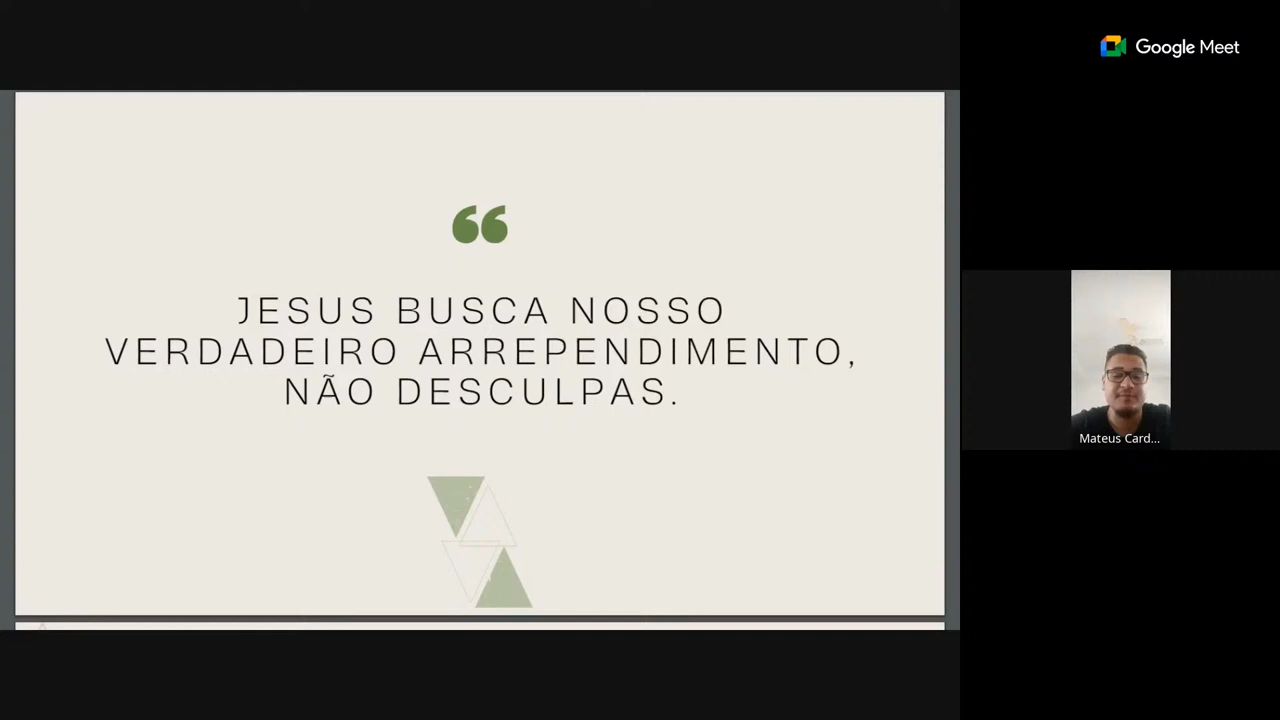 Google Meet
❝
JESUS BUSCA NOSSO
VERDADEIRO ARREPENDIMENTO,
NÃO DESCULPAS.
Mateus Card...